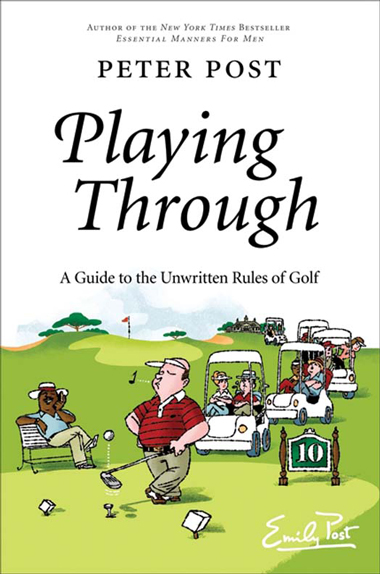 AUTHOR OF THE NEW YORK TIMES BESTSELLER
ESSENTIAL MANNERS FOR MEN
PETER POST
Playing
Through
A Guide to the Unwritten Rules of Golf
10
Emily Post